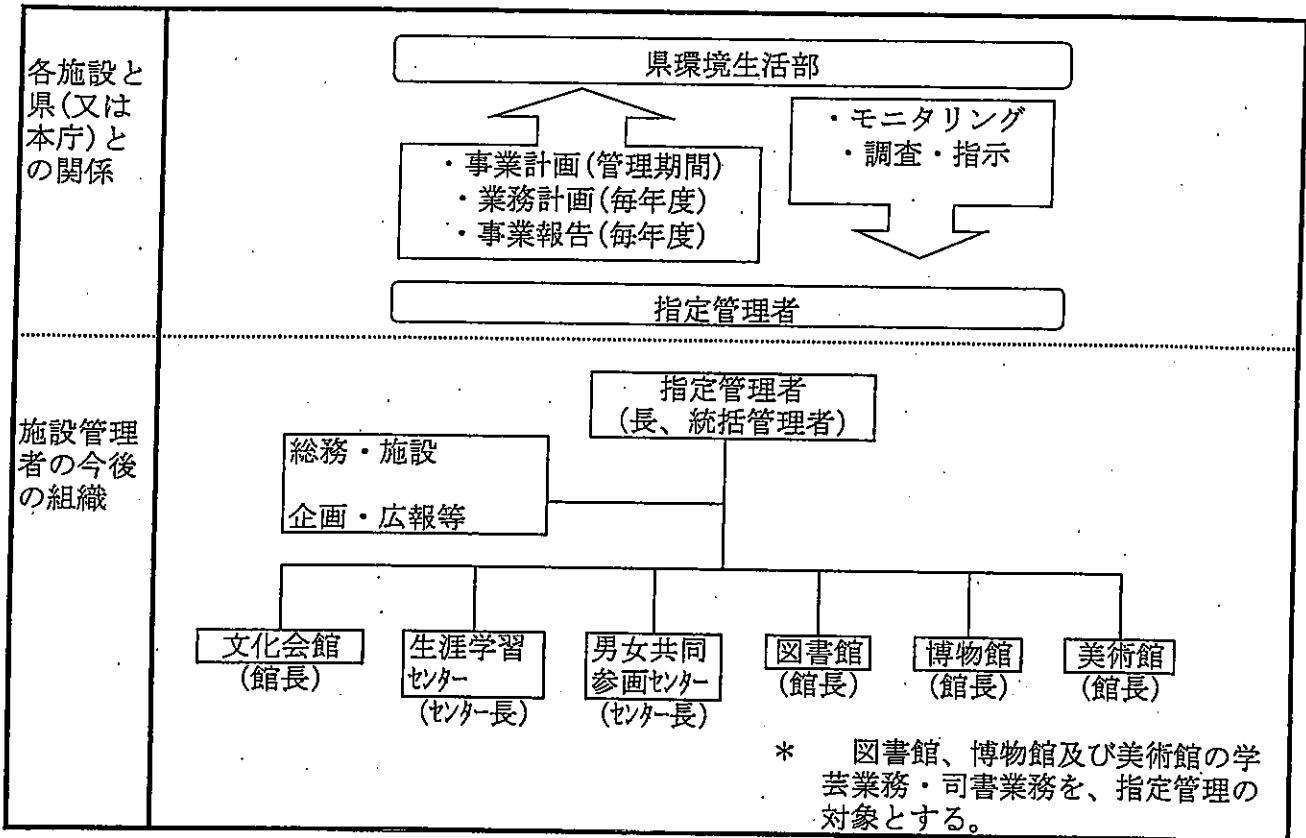 各施設と
県(又は
本庁)と
の関係
県環境生活部
・事業計画(管理期間)
・業務計画(毎年度)
・事業報告(毎年度)
・モニタリング
・調査・指示
指定管理者
施設管理
者の今後
の組織
指定管理者
(長、統括管理者)
総務・施設
企画・広報等
文化会館
(館長)
生涯学習
センター
(センター長)
男女共同
参画センター
(センター長)
図書館
(館長)
博物館
(館長)
美術館
(館長)
* 図書館、博物館及び美術館の学
芸業務・司書業務を、指定管理の
対象とする。